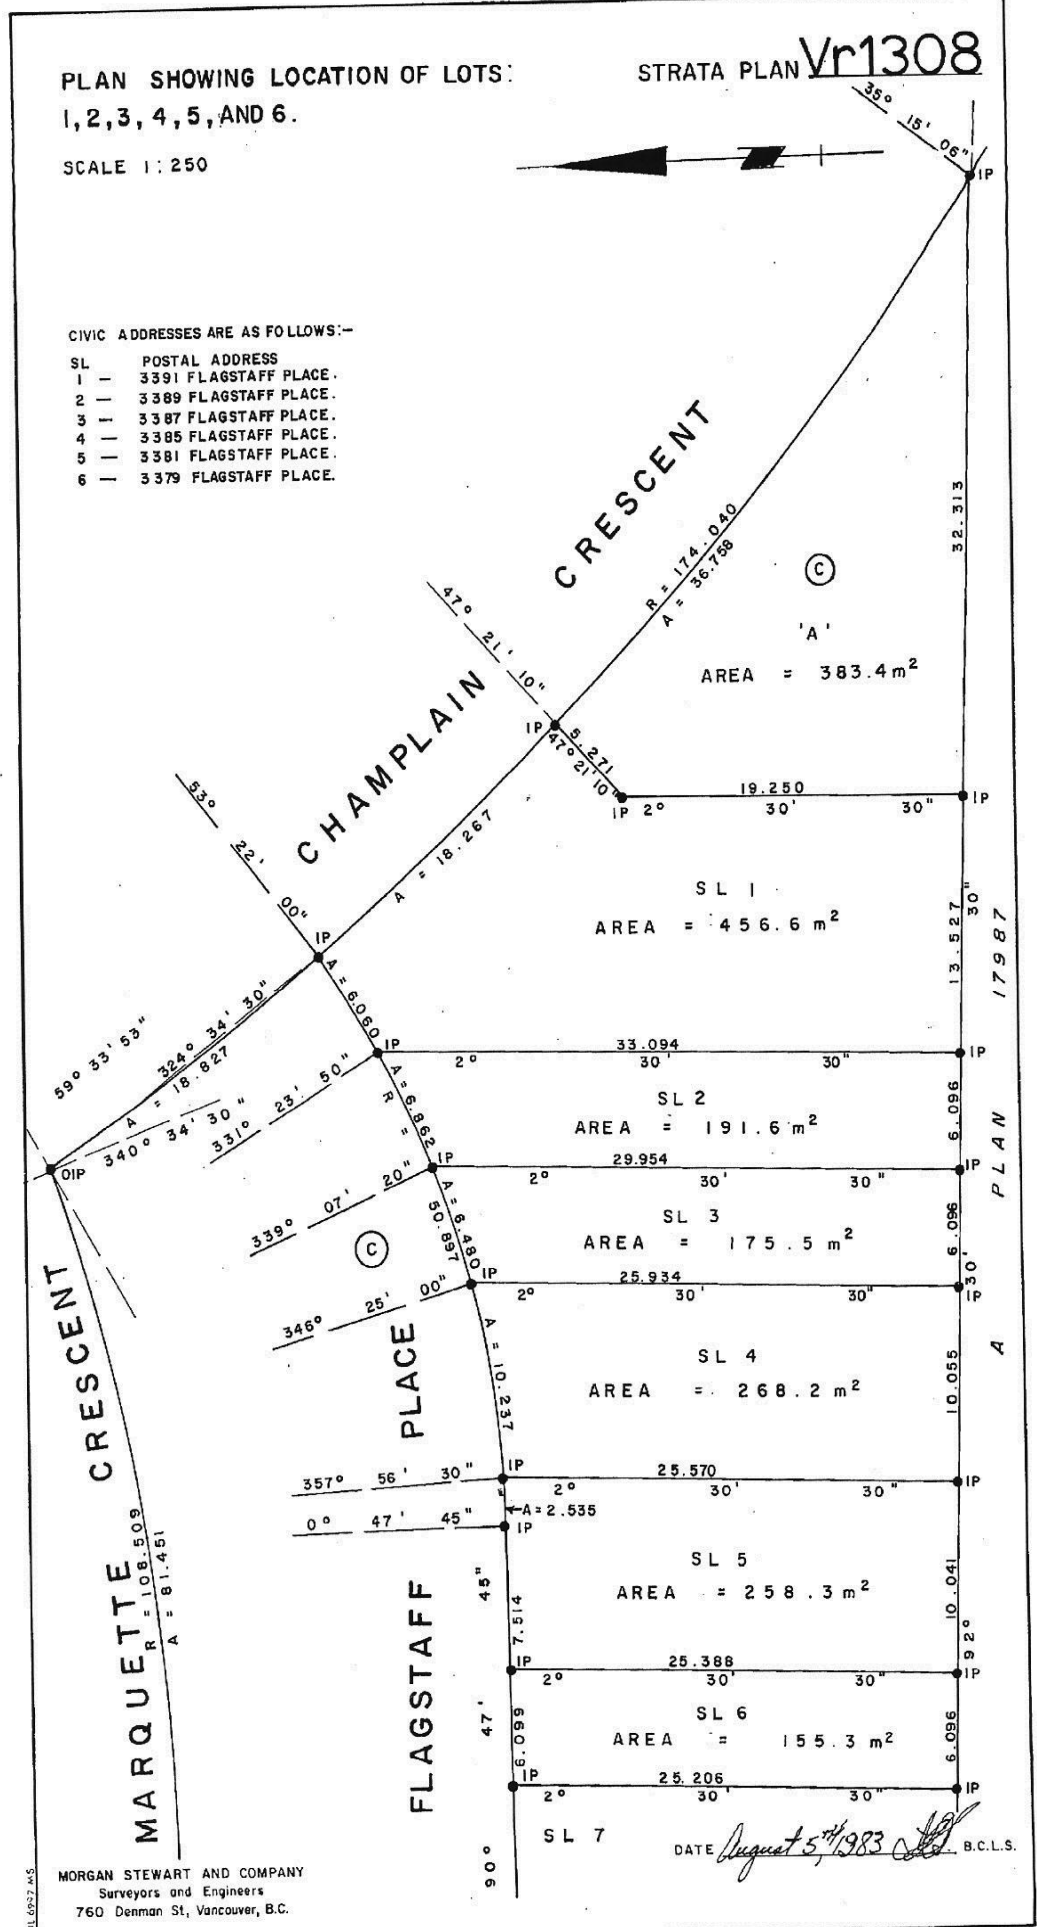 PLAN SHOWING LOCATION OF LOTS:
1,2,3, 4, 5, AND 6.
SCALE 1:250
STRATA PLAN Vr1308
35° 15' 06"
IP
CIVIC ADDRESSES ARE AS FOLLOWS:-
SL POSTAL ADDRESS
1 - 3391 FLAGSTAFF PLACE.
2 - 3389 FLAGSTAFF PLACE.
3 - 3387 FLAGSTAFF PLACE.
4 - 3385 FLAGSTAFF PLACE.
5 - 3381 FLAGSTAFF PLACE.
6 - 3379 FLAGSTAFF PLACE.
CHAMPLAIN CRESCENT
R = 174.040
A = 36.758
32.313
C
'A'
AREA = 383.4 m²
47° 21' 10"
IP
5.271
47° 21' 10"
19.250
IP 2° 30' 30" IP
53° 22' 00"
A = 18.267
SL 1
AREA = 456.6 m²
13.527
30"
A PLAN 17987
IP
A = 6.060
59° 33' 53"
324° 34' 30"
A = 18.827
340° 34' 30"
OIP
331° 23' 50"
IP
33.094
2° 30' 30" IP
A = 6.862
R = 50.897
SL 2
AREA = 191.6 m²
6.096
339° 07' 20"
IP
29.954
2° 30' 30" IP
C
A = 6.480
SL 3
AREA = 175.5 m²
6.096
30'
346° 25' 00"
IP
25.934
2° 30' 30" IP
A = 10.237
SL 4
AREA = 268.2 m²
10.055
357° 56' 30"
IP
25.570
2° 30' 30" IP
A = 2.535
0° 47' 45"
IP
SL 5
AREA = 258.3 m²
7.514
10.041
92°
IP
25.388
2° 30' 30" IP
SL 6
AREA = 155.3 m²
6.099
6.096
IP
25.206
2° 30' 30" IP
SL 7
90° 47' 45"
FLAGSTAFF PLACE
MARQUETTE CRESCENT
R = 108.509
A = 81.451
DATE August 5th/1983 B.C.L.S.
MORGAN STEWART AND COMPANY
Surveyors and Engineers
760 Denman St, Vancouver, B.C.